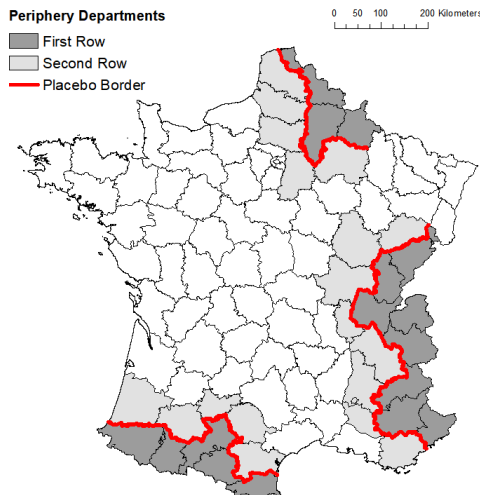 Periphery Departments
First Row
Second Row
Placebo Border
0 50 100 200 Kilometers